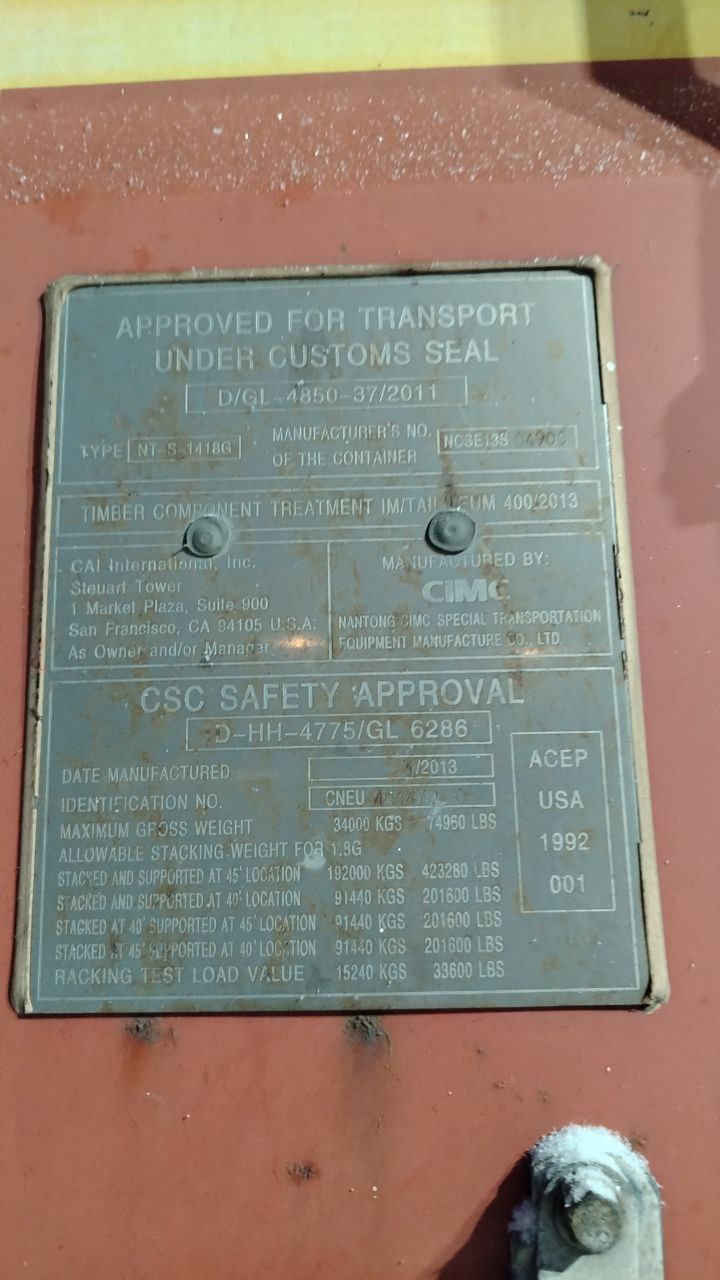 APPROVED FOR TRANSPORT
UNDER CUSTOMS SEAL
D/GL-4850-37/2011
TYPE NT-S-1418G
MANUFACTURER'S NO.
OF THE CONTAINER
TIMBER COMPONENT TREATMENT IM/TAILLEUM 400/2013
CAI International, Inc.
Steuart Tower
1 Market Plaza, Suite 900
San Francisco, CA 94105 U.S.A.
As Owner and/or Manager
MANUFACTURED BY:
CIMC
NANTONG CIMC SPECIAL TRANSPORTATION
EQUIPMENT MANUFACTURE CO., LTD.
CSC SAFETY APPROVAL
D-HH-4775/GL 6286
DATE MANUFACTURED /2013
IDENTIFICATION NO. CNEU
MAXIMUM GROSS WEIGHT 34000 KGS 74960 LBS
ALLOWABLE STACKING WEIGHT FOR 1.8G
STACKED AND SUPPORTED AT 45' LOCATION 192000 KGS 423280 LBS
STACKED AND SUPPORTED AT 40' LOCATION 91440 KGS 201600 LBS
STACKED AT 40' SUPPORTED AT 45' LOCATION 91440 KGS 201600 LBS
STACKED AT 45' SUPPORTED AT 40' LOCATION 91440 KGS 201600 LBS
RACKING TEST LOAD VALUE 15240 KGS 33600 LBS
ACEP
USA
1992
001